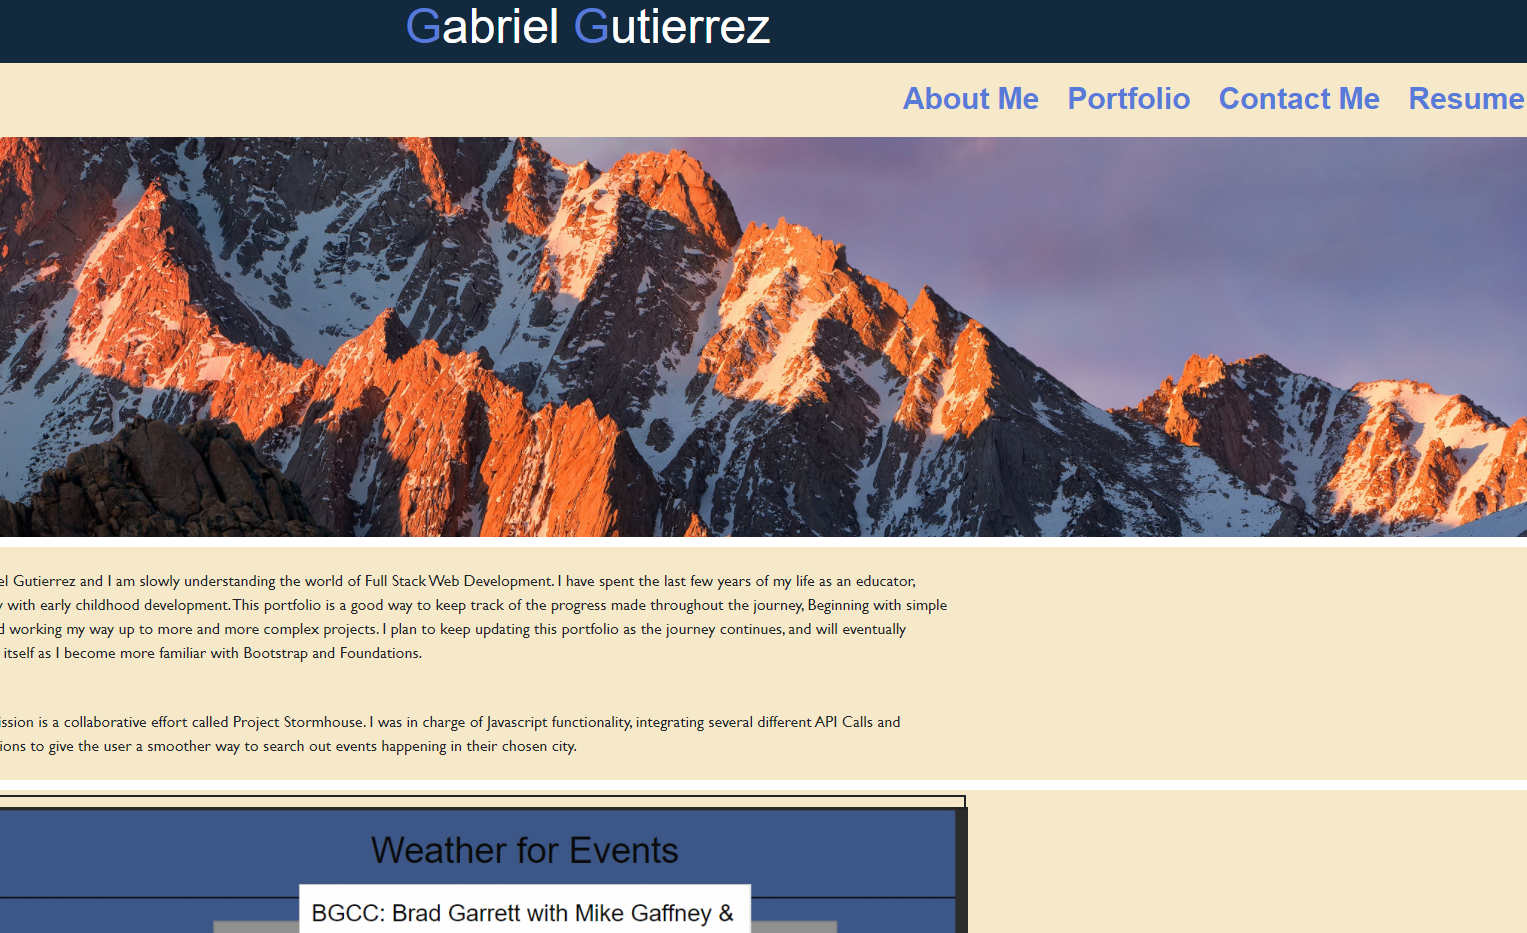 Gabriel Gutierrez
About Me Portfolio Contact Me Resume
el Gutierrez and I am slowly understanding the world of Full Stack Web Development. I have spent the last few years of my life as an educator,
with early childhood development. This portfolio is a good way to keep track of the progress made throughout the journey, Beginning with simple
d working my way up to more and more complex projects. I plan to keep updating this portfolio as the journey continues, and will eventually
itself as I become more familiar with Bootstrap and Foundations.
ission is a collaborative effort called Project Stormhouse. I was in charge of Javascript functionality, integrating several different API Calls and
ions to give the user a smoother way to search out events happening in their chosen city.
Weather for Events
BGCC: Brad Garrett with Mike Gaffney &